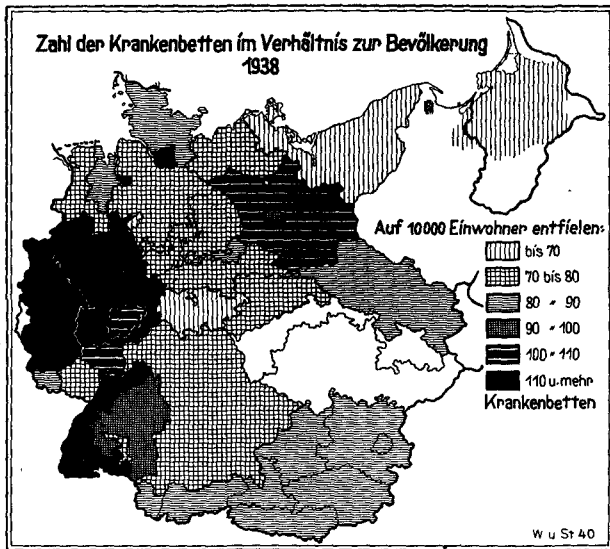 Zahl der Krankenbetten im Verhältnis zur Bevölkerung
1938
Auf 10000 Einwohner entfielen:
bis 70
70 bis 80
80 " 90
90 " 100
100 " 110
110 u. mehr
Krankenbetten
W u St 40